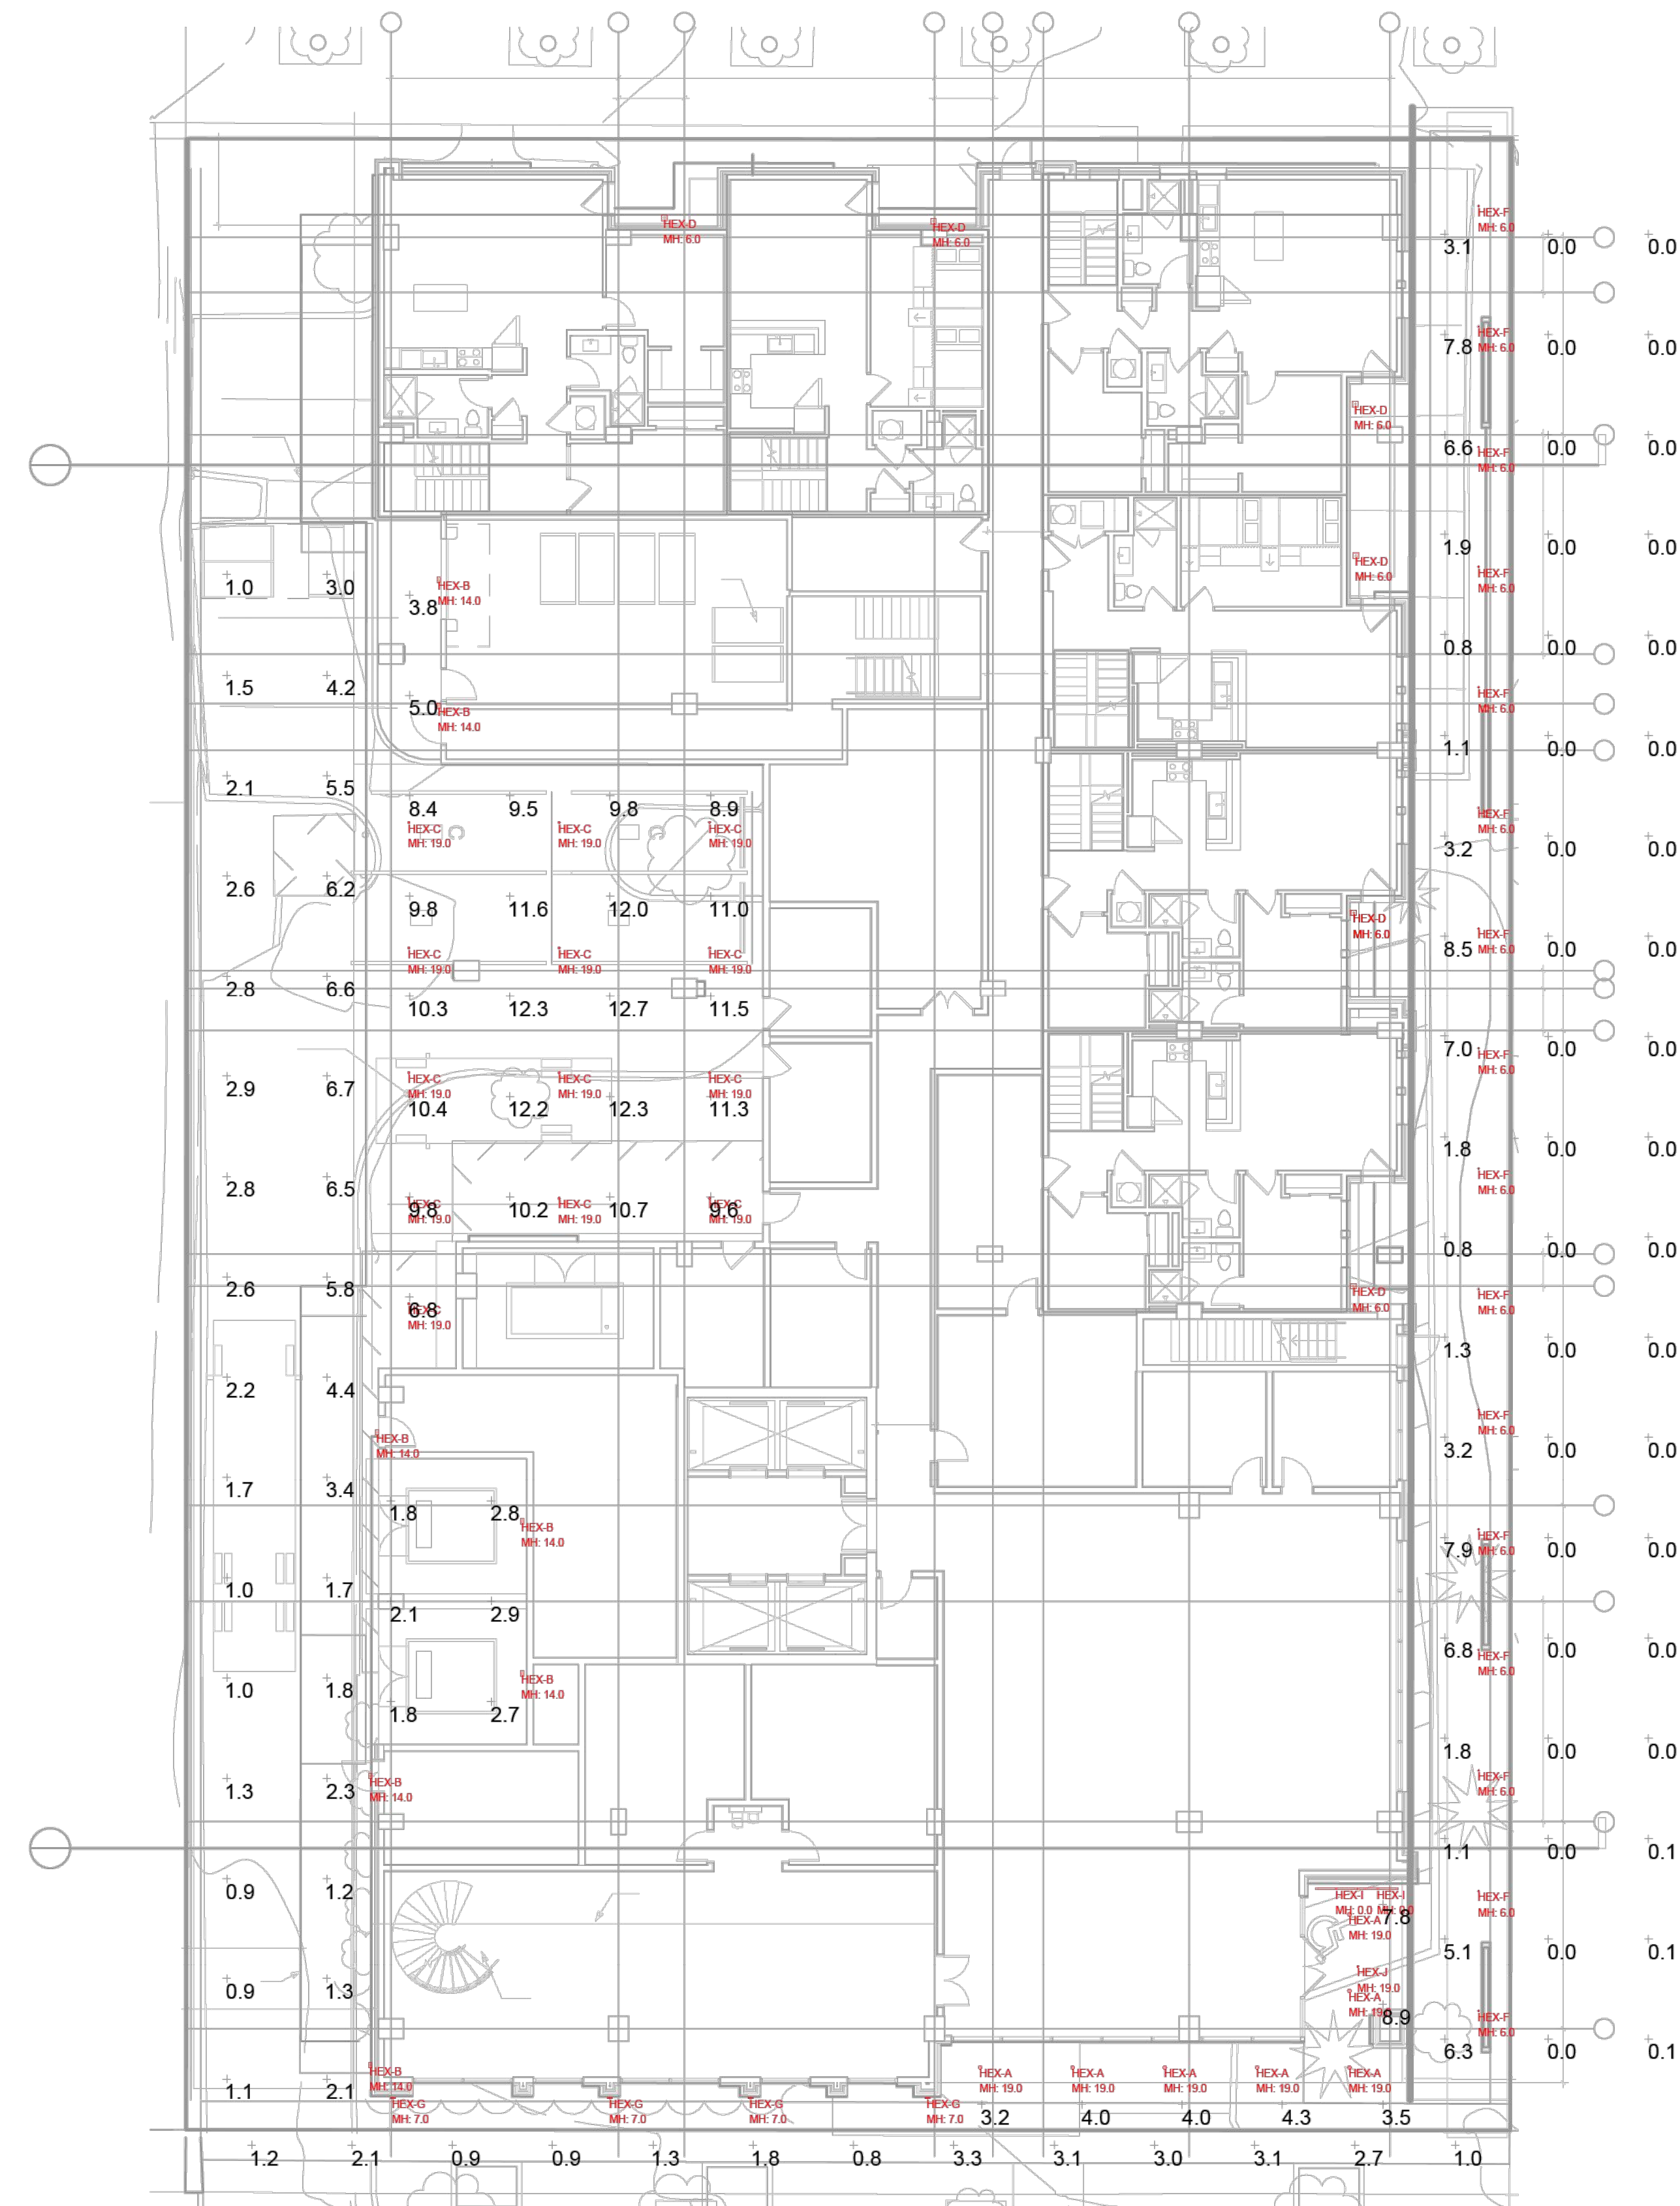 HEX-F
HEX-D HEX-D MH: 6.0
MH: 6.0 MH: 6.0 3.1 0.0 0.0
HEX-F
7.8 MH: 6.0 0.0 0.0
HEX-D
MH: 6.0
6.6 HEX-F 0.0 0.0
MH: 6.0
1.9 0.0 0.0
HEX-D HEX-F
MH: 6.0 MH: 6.0
1.0 3.0 HEX-B
3.8 MH: 14.0
0.8 0.0 0.0
1.5 4.2 HEX-F
5.0 HEX-B MH: 6.0
MH: 14.0
1.1 0.0 0.0
2.1 5.5
8.4 9.5 9.8 8.9 HEX-F
HEX-C HEX-C HEX-C MH: 6.0
MH: 19.0 MH: 19.0 MH: 19.0
3.2 0.0 0.0
2.6 6.2
9.8 11.6 12.0 11.0 HEX-D HEX-F
MH: 6.0 8.5 MH: 6.0 0.0 0.0
HEX-C HEX-C HEX-C
MH: 19.0 MH: 19.0 MH: 19.0
2.8 6.6
10.3 12.3 12.7 11.5
7.0 HEX-F 0.0 0.0
MH: 6.0
2.9 6.7 HEX-C HEX-C HEX-C
MH: 19.0 MH: 19.0 MH: 19.0
10.4 12.2 12.3 11.3
1.8 0.0 0.0
2.8 6.5 HEX-F
MH: 6.0
HEX-C HEX-C HEX-C
9.8 10.2 10.7 9.6
MH: 19.0 MH: 19.0 MH: 19.0
0.8 0.0 0.0
2.6 5.8 HEX-D HEX-F
MH: 6.0 MH: 6.0
6.8 HEX-C
MH: 19.0
1.3 0.0 0.0
2.2 4.4
HEX-F
MH: 6.0
HEX-B
MH: 14.0
3.2 0.0 0.0
1.7 3.4
1.8 2.8
HEX-B HEX-F
MH: 14.0 7.9 MH: 6.0 0.0 0.0
1.0 1.7
2.1 2.9
6.8 HEX-F 0.0 0.0
MH: 6.0
1.0 1.8 HEX-B
MH: 14.0
1.8 2.7
1.8 0.0 0.0
1.3 2.3 HEX-B HEX-F
MH: 14.0 MH: 6.0
1.1 0.0 0.1
0.9 1.2 HEX-I HEX-I HEX-F
MH: 0.0 MH: 0.0 MH: 6.0
HEX-A 7.8
MH: 19.0
5.1 0.0 0.1
0.9 1.3 HEX-J
MH: 19.0
HEX-A
MH: 19.0 8.9 HEX-F
MH: 6.0
6.3 0.0 0.1
1.1 2.1 HEX-B HEX-A HEX-A HEX-A HEX-A HEX-A
MH: 14.0 MH: 19.0 MH: 19.0 MH: 19.0 MH: 19.0 MH: 19.0
HEX-G HEX-G HEX-G HEX-G
MH: 7.0 MH: 7.0 MH: 7.0 MH: 7.0 3.2 4.0 4.0 4.3 3.5
1.2 2.1 0.9 0.9 1.3 1.8 0.8 3.3 3.1 3.0 3.1 2.7 1.0